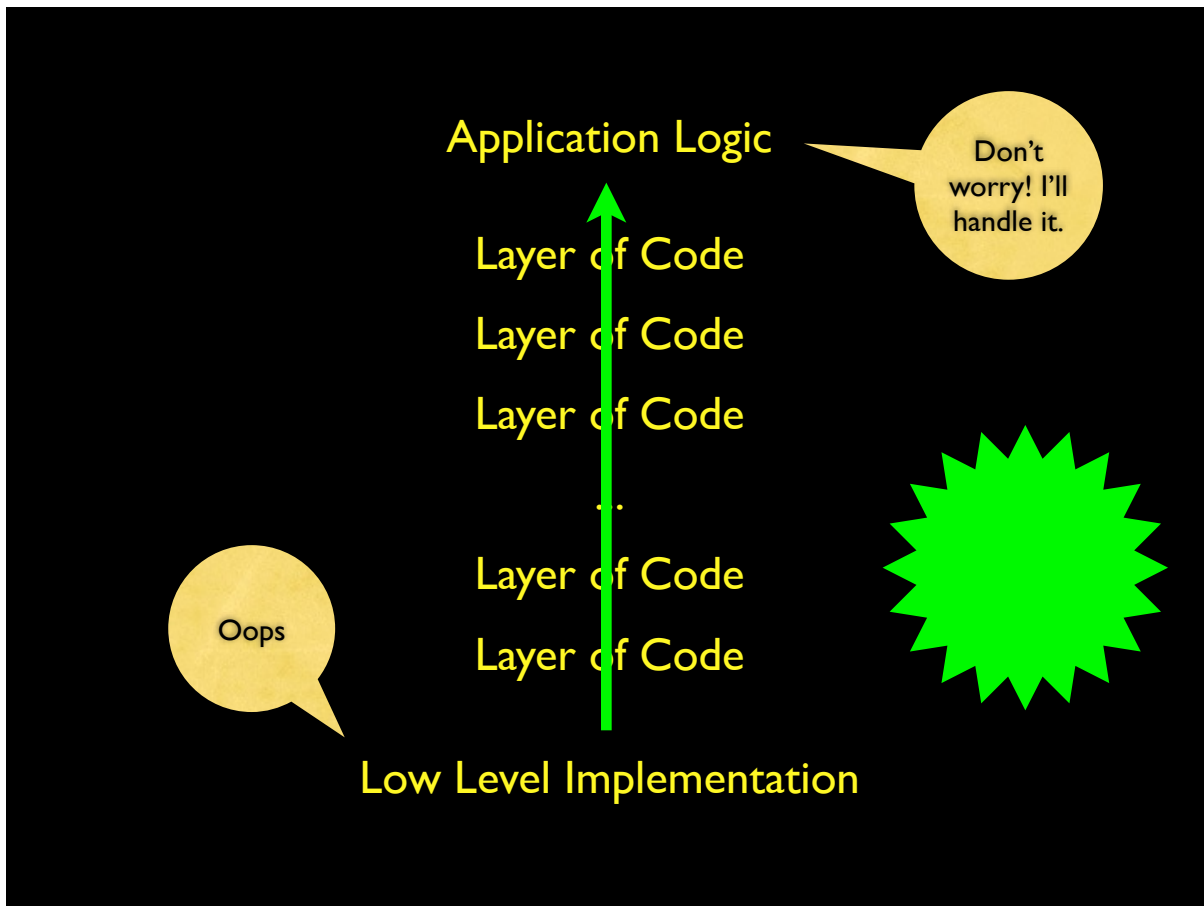 Application Logic
Don't
worry! I'll
handle it.
Layer of Code
Layer of Code
Layer of Code
...
Layer of Code
Oops
Layer of Code
Low Level Implementation